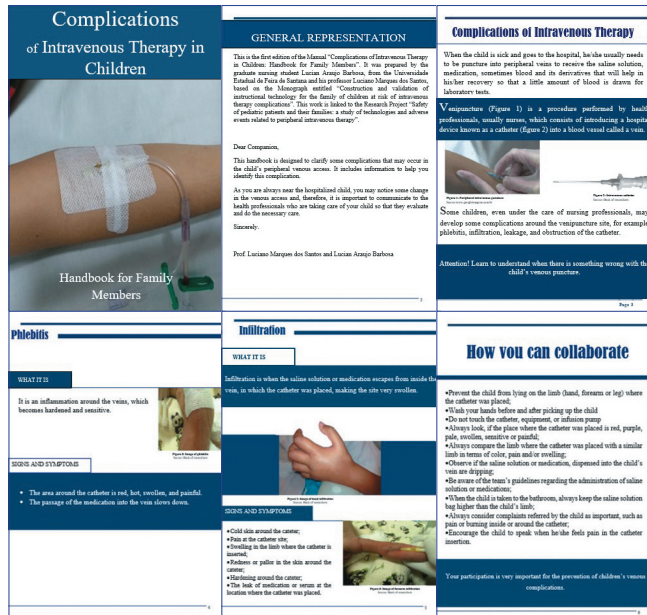 Complications
of Intravenous Therapy in
Children
Handbook for Family
Members
GENERAL REPRESENTATION
This is the first edition of the Manual “Complications of Intravenous Therapy
in Children: Handbook for Family Members”. It was prepared by the
graduate nursing student Lucian Araujo Barbosa, from the Universidade
Estadual de Feira de Santana and his professor Luciano Marques dos Santos,
based on the Monograph entitled “Construction and validation of
instructional technology for the family of children at risk of intravenous
therapy complications”. This work is linked to the Research Project “Safety
of pediatric patients and their families: a study of technologies and adverse
events related to peripheral intravenous therapy”.
Dear Companion,
This handbook is designed to clarify some complications that may occur in
the child’s peripheral venous access. It includes information to help you
identify this complication.
As you are always near the hospitalized child, you may notice some change
in the venous access and, therefore, it is important to communicate to the
health professionals who are taking care of your child so that they evaluate
and do the necessary care.
Sincerely.
Prof. Luciano Marques dos Santos and Lucian Araujo Barbosa
Complications of Intravenous Therapy
When the child is sick and goes to the hospital, he/she usually needs
to be puncture into peripheral veins to receive the saline solution,
medication, sometimes blood and its derivatives that will help in
his/her recovery so that a little amount of blood is drawn for
laboratory tests.
Venipuncture (Figure 1) is a procedure performed by health
professionals, usually nurses, which consists of introducing a hospital
device known as a catheter (figure 2) into a blood vessel called a vein.
Some children, even under the care of nursing professionals, may
develop some complications around the venipuncture site, for example
phlebitis, infiltration, leakage, and obstruction of the catheter.
Attention! Learn to understand when there is something wrong with the
child’s venous puncture.
Page 3
Phlebitis
WHAT IT IS
It is an inflammation around the veins, which
becomes hardened and sensitive.
SIGNS AND SYMPTOMS
• The area around the catheter is red, hot, swollen, and painful.
• The passage of the medication into the vein slows down.
Infiltration
WHAT IT IS
Infiltration is when the saline solution or medication escapes from inside the
vein, in which the catheter was placed, making the site very swollen.
SIGNS AND SYMPTOMS
•Cold skin around the cateter;
•Pain at the catheter site;
•Swelling in the limb where the catheter is
inserted;
•Redness or pallor in the skin around the
cateter;
•Hardening around the cateter;
•The leak of medication or serum at the
location where the catheter was placed.
How you can collaborate
•Prevent the child from lying on the limb (hand, forearm or leg) where
the catheter was placed;
•Wash your hands before and after picking up the child
•Do not touch the catheter, equipment, or infusion pump
•Always look, if the place where the catheter was placed is red, purple,
pale, swollen, sensitive or painful;
•Always compare the limb where the catheter was placed with a similar
limb in terms of color, pain and/or swelling;
•Observe if the saline solution or medication, dispensed into the child’s
vein are dripping;
•Be aware of the team’s guidelines regarding the administration of saline
solution or medications;
•When the child is taken to the bathroom, always keep the saline solution
bag higher than the child’s limb;
•Always consider complaints referred by the child as important, such as
pain or burning inside or around the catheter;
•Encourage the child to speak when he/she feels pain in the catheter
insertion.
Your participation is very important for the prevention of children’s venous
complications.